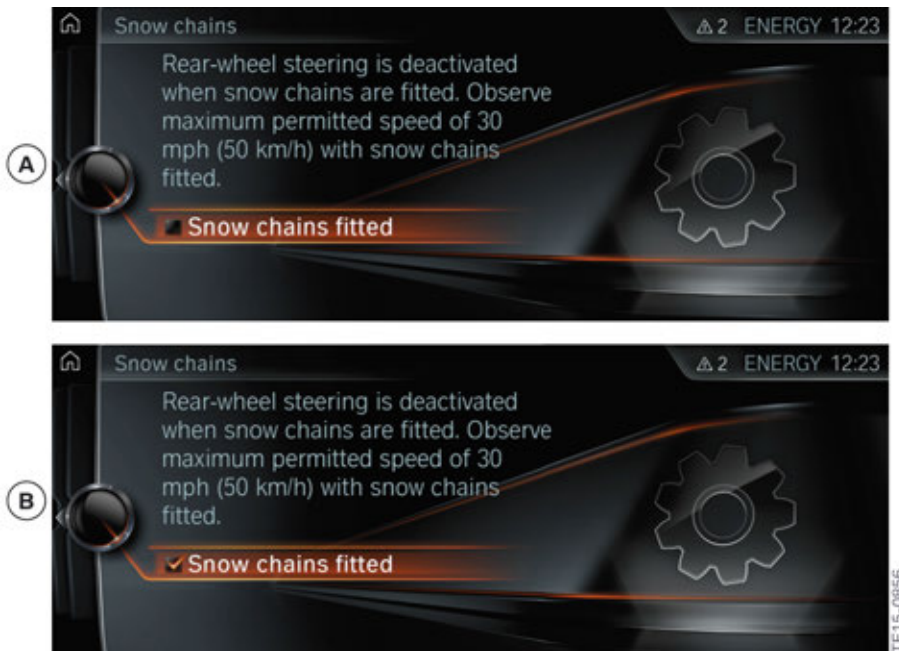 Snow chains
2 ENERGY 12:23
Rear-wheel steering is deactivated
when snow chains are fitted. Observe
maximum permitted speed of 30
mph (50 km/h) with snow chains
fitted.
A
Snow chains fitted
Snow chains
2 ENERGY 12:23
Rear-wheel steering is deactivated
when snow chains are fitted. Observe
maximum permitted speed of 30
mph (50 km/h) with snow chains
fitted.
B
Snow chains fitted
TE15-0856